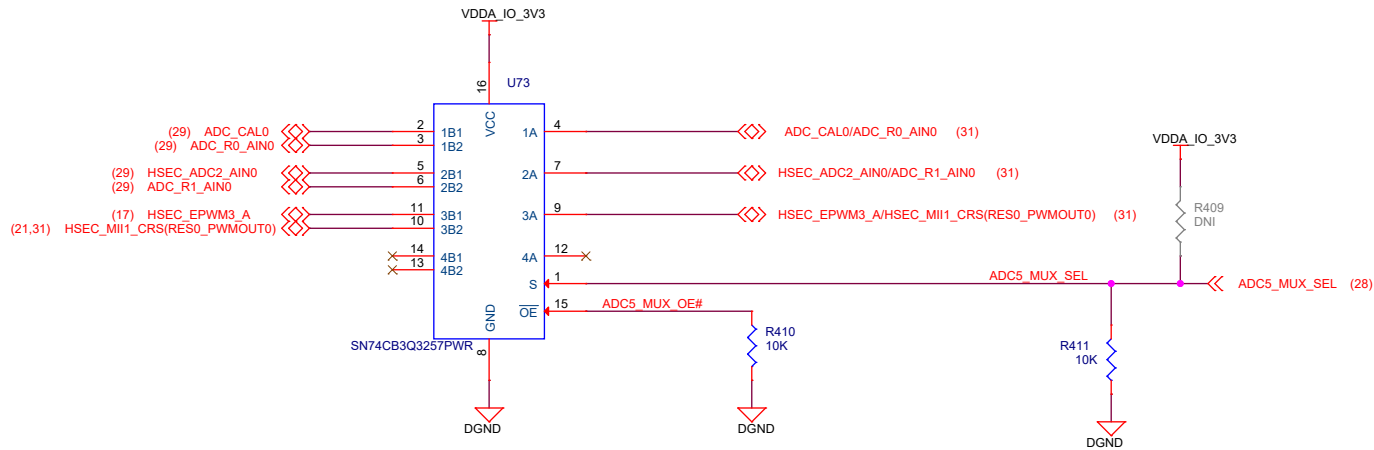 VDDA_IO_3V3
U73
16
VCC
(29) ADC_CAL0 2 1B1 1A 4 ADC_CAL0/ADC_R0_AIN0 (31)
(29) ADC_R0_AIN0 3 1B2
VDDA_IO_3V3
(29) HSEC_ADC2_AIN0 5 2B1 2A 7 HSEC_ADC2_AIN0/ADC_R1_AIN0 (31)
(29) ADC_R1_AIN0 6 2B2
R409
DNI
(17) HSEC_EPWM3_A 11 3B1 3A 9 HSEC_EPWM3_A/HSEC_MII1_CRS(RES0_PWMOUT0) (31)
(21,31) HSEC_MII1_CRS(RES0_PWMOUT0) 10 3B2
14 4B1 4A 12
13 4B2
S 1 ADC5_MUX_SEL ADC5_MUX_SEL (28)
OE 15 ADC5_MUX_OE#
GND
8
SN74CB3Q3257PWR
R410
10K
R411
10K
DGND
DGND
DGND